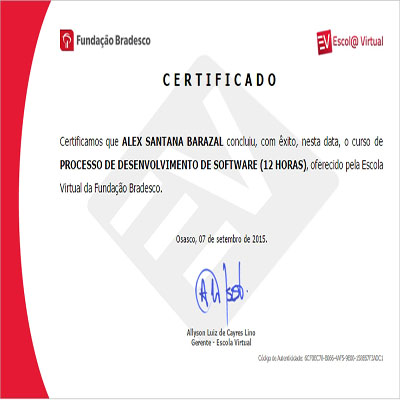 Fundação Bradesco
EV Escol@ Virtual
CERTIFICADO
Certificamos que ALEX SANTANA BARAZAL concluiu, com êxito, nesta data, o curso de
PROCESSO DE DESENVOLVIMENTO DE SOFTWARE (12 HORAS), oferecido pela Escola
Virtual da Fundação Bradesco.
Osasco, 07 de setembro de 2015.
Allyson Luiz de Cayres Lino
Gerente - Escola Virtual
Código de Autenticidade: